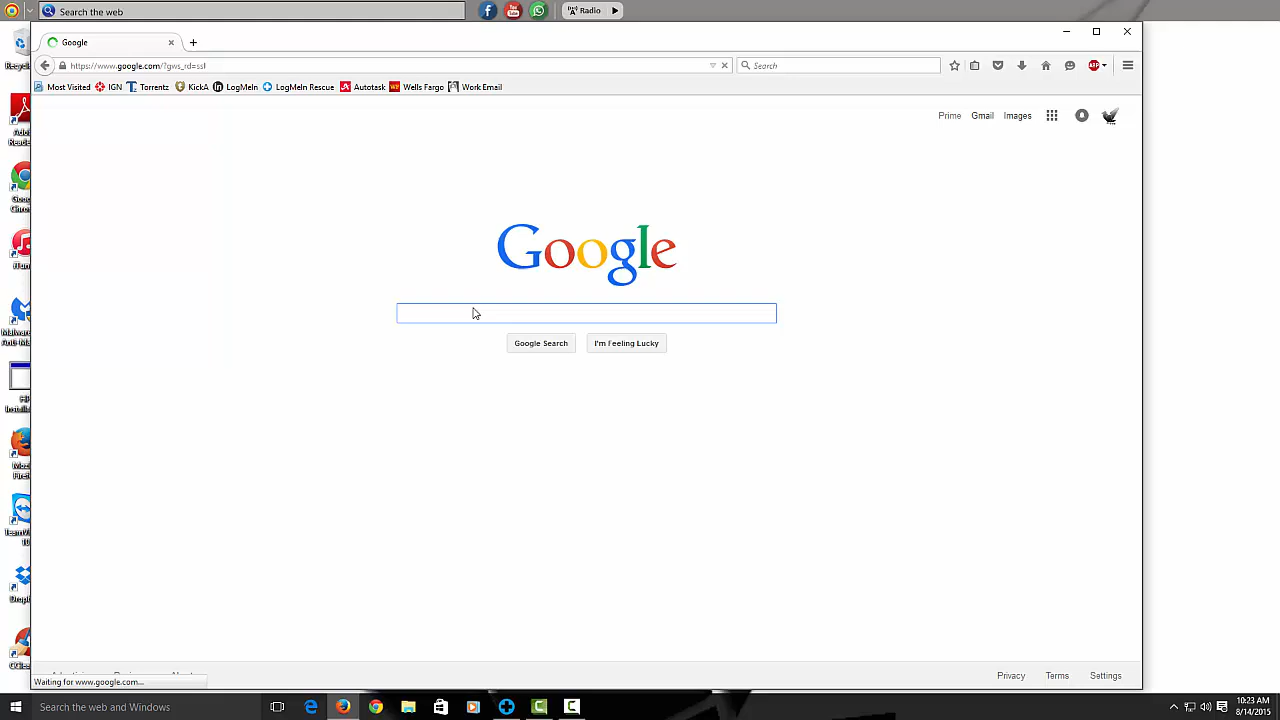 Search the web
Radio
Google
https://www.google.com/?gws_rd=ssl
Search
Most Visited IGN Torrentz KickA LogMeIn LogMeIn Rescue Autotask Wells Fargo Work Email
Prime Gmail Images
Google
Google Search I'm Feeling Lucky
Privacy Terms Settings
Waiting for www.google.com...
Search the web and Windows
10:23 AM
8/14/2015